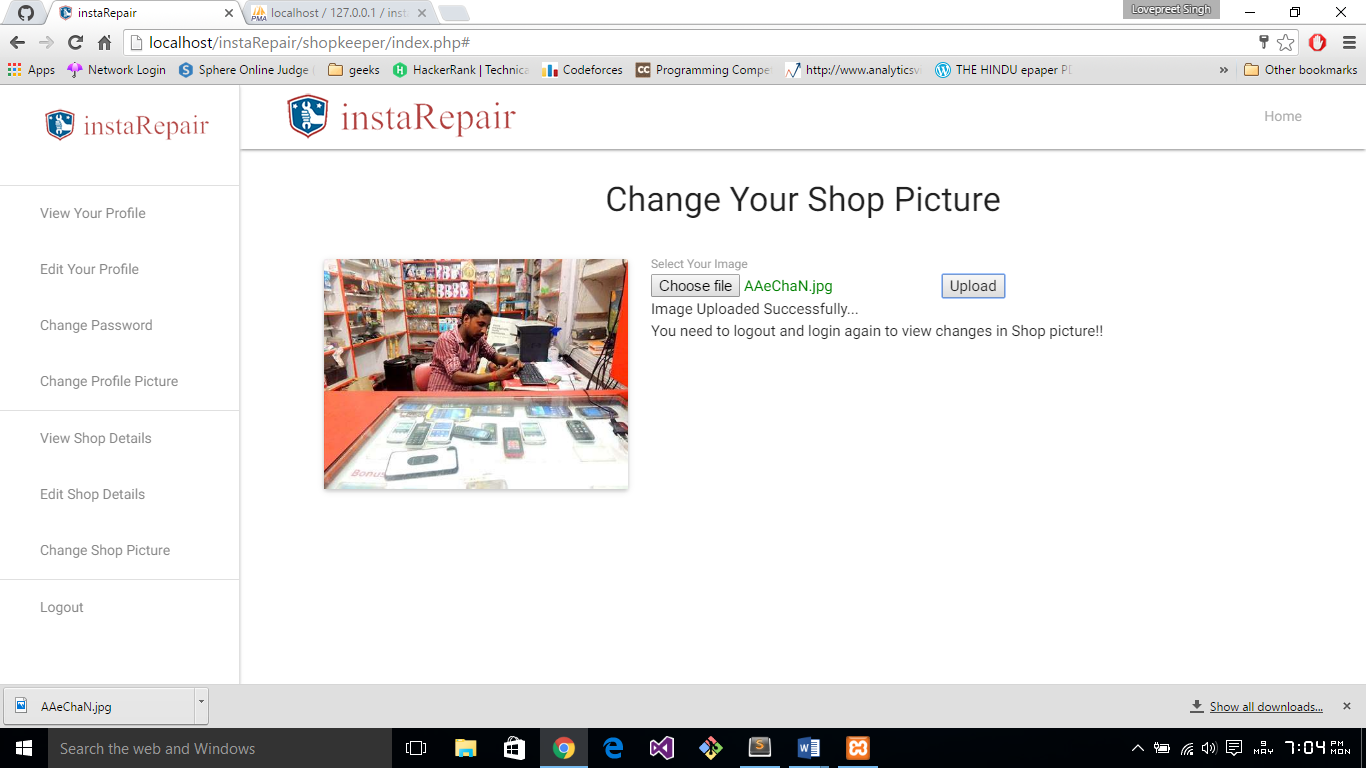 Lovepreet Singh
instaRepair
localhost / 127.0.0.1 / inst
PMA
localhost/instaRepair/shopkeeper/index.php#
Apps
Network Login
Sphere Online Judge
geeks
HackerRank | Technica
Codeforces
CC
Programming Compe
http://www.analyticsv
THE HINDU epaper PD
»
Other bookmarks
instaRepair
instaRepair
Home
View Your Profile
Edit Your Profile
Change Password
Change Profile Picture
View Shop Details
Edit Shop Details
Change Shop Picture
Logout
Change Your Shop Picture
Select Your Image
Choose file AAeChaN.jpg
Upload
Image Uploaded Successfully...
You need to logout and login again to view changes in Shop picture!!
Bonus
AAeChaN.jpg
Show all downloads...
Search the web and Windows
9 MAY
7:04 PM MON